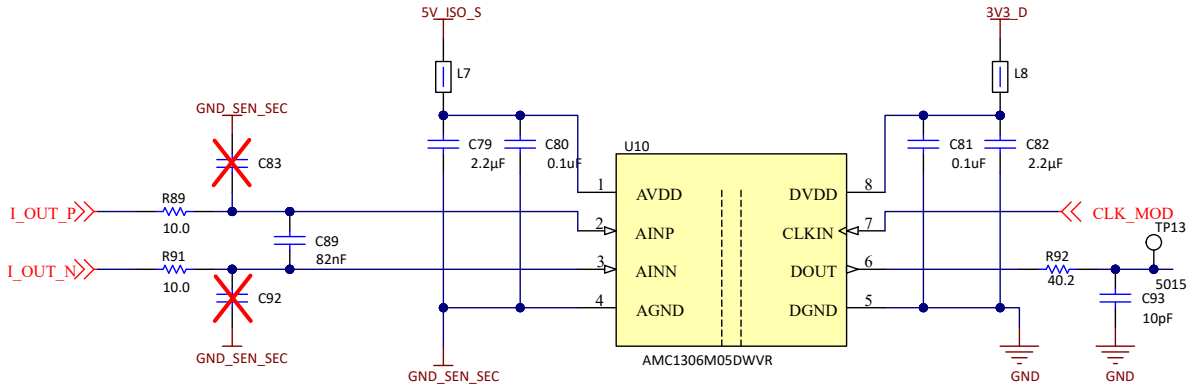 5V_ISO_S
3V3_D
L7
L8
GND_SEN_SEC
C83
C79
2.2µF
C80
0.1uF
U10
C81
0.1uF
C82
2.2µF
R89
10.0
I_OUT_P
1
AVDD
DVDD
8
2
AINP
CLKIN
7
CLK_MOD
TP13
C89
82nF
R91
10.0
I_OUT_N
3
AINN
DOUT
6
R92
40.2
5015
C92
4
AGND
DGND
5
C93
10pF
GND_SEN_SEC
GND_SEN_SEC
AMC1306M05DWVR
GND
GND